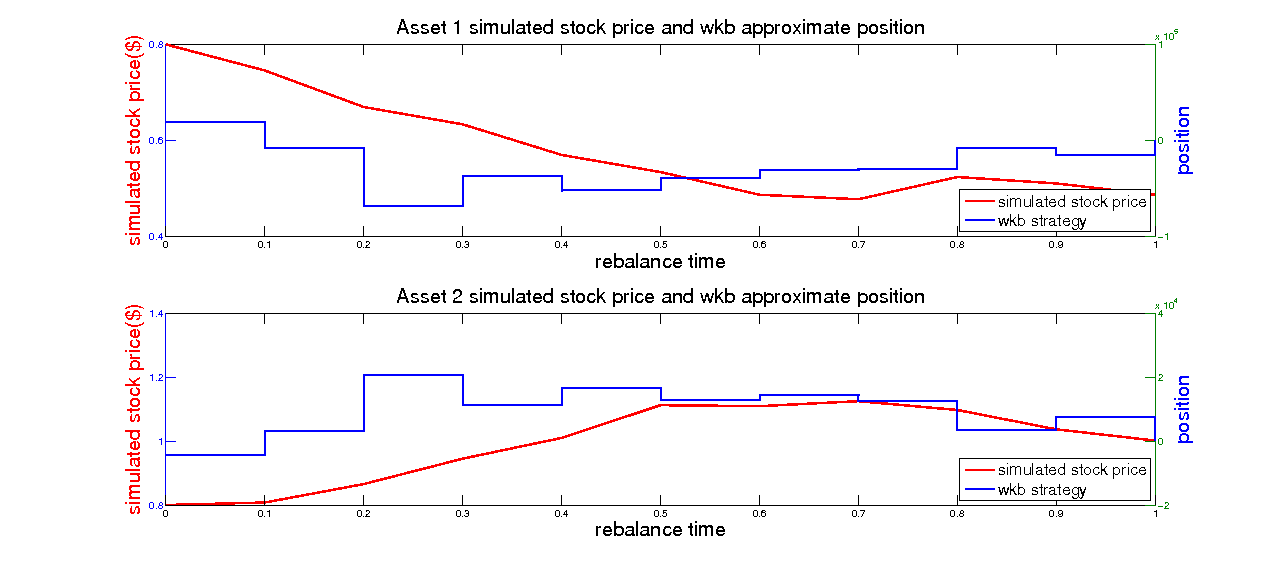 Asset 1 simulated stock price and wkb approximate position
x 10^5
simulated stock price($)
0.8
0.6
0.4
1
0
-1
position
simulated stock price
wkb strategy
0 0.1 0.2 0.3 0.4 0.5 0.6 0.7 0.8 0.9 1
rebalance time
Asset 2 simulated stock price and wkb approximate position
x 10^4
simulated stock price($)
1.4
1.2
1
0.8
4
2
0
-2
position
simulated stock price
wkb strategy
0 0.1 0.2 0.3 0.4 0.5 0.6 0.7 0.8 0.9 1
rebalance time